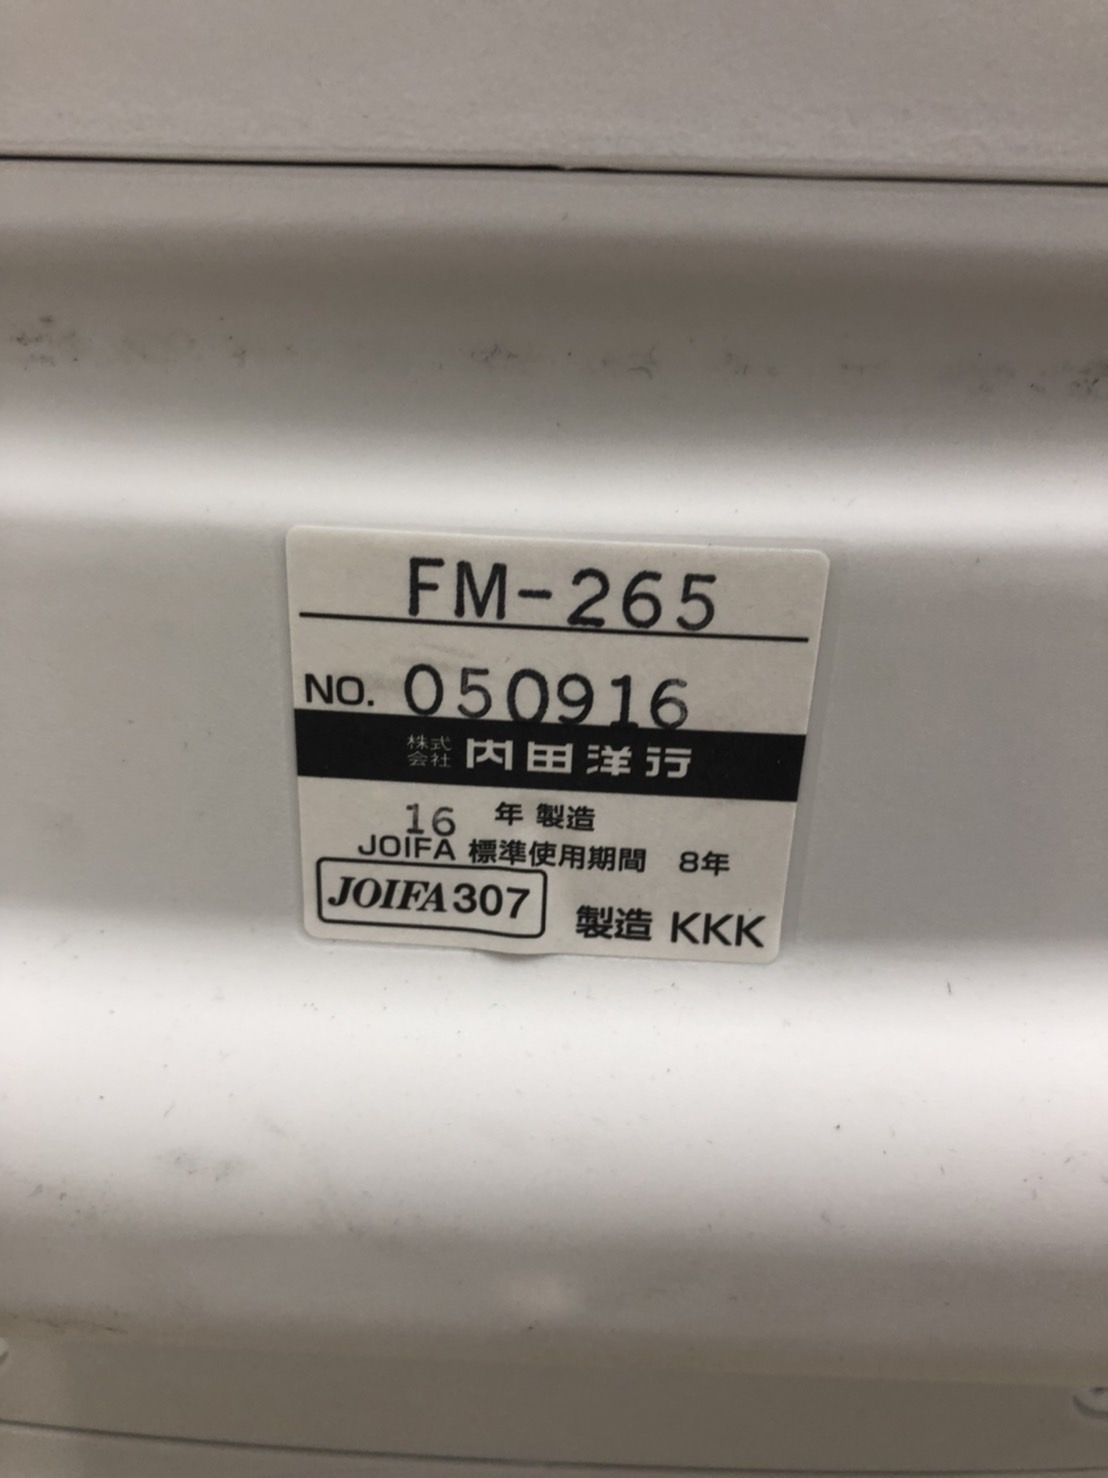 FM-265
NO. 050916
株式会社 内田洋行
16 年 製造
JOIFA 標準使用期間 8年
JOIFA307 製造 KKK